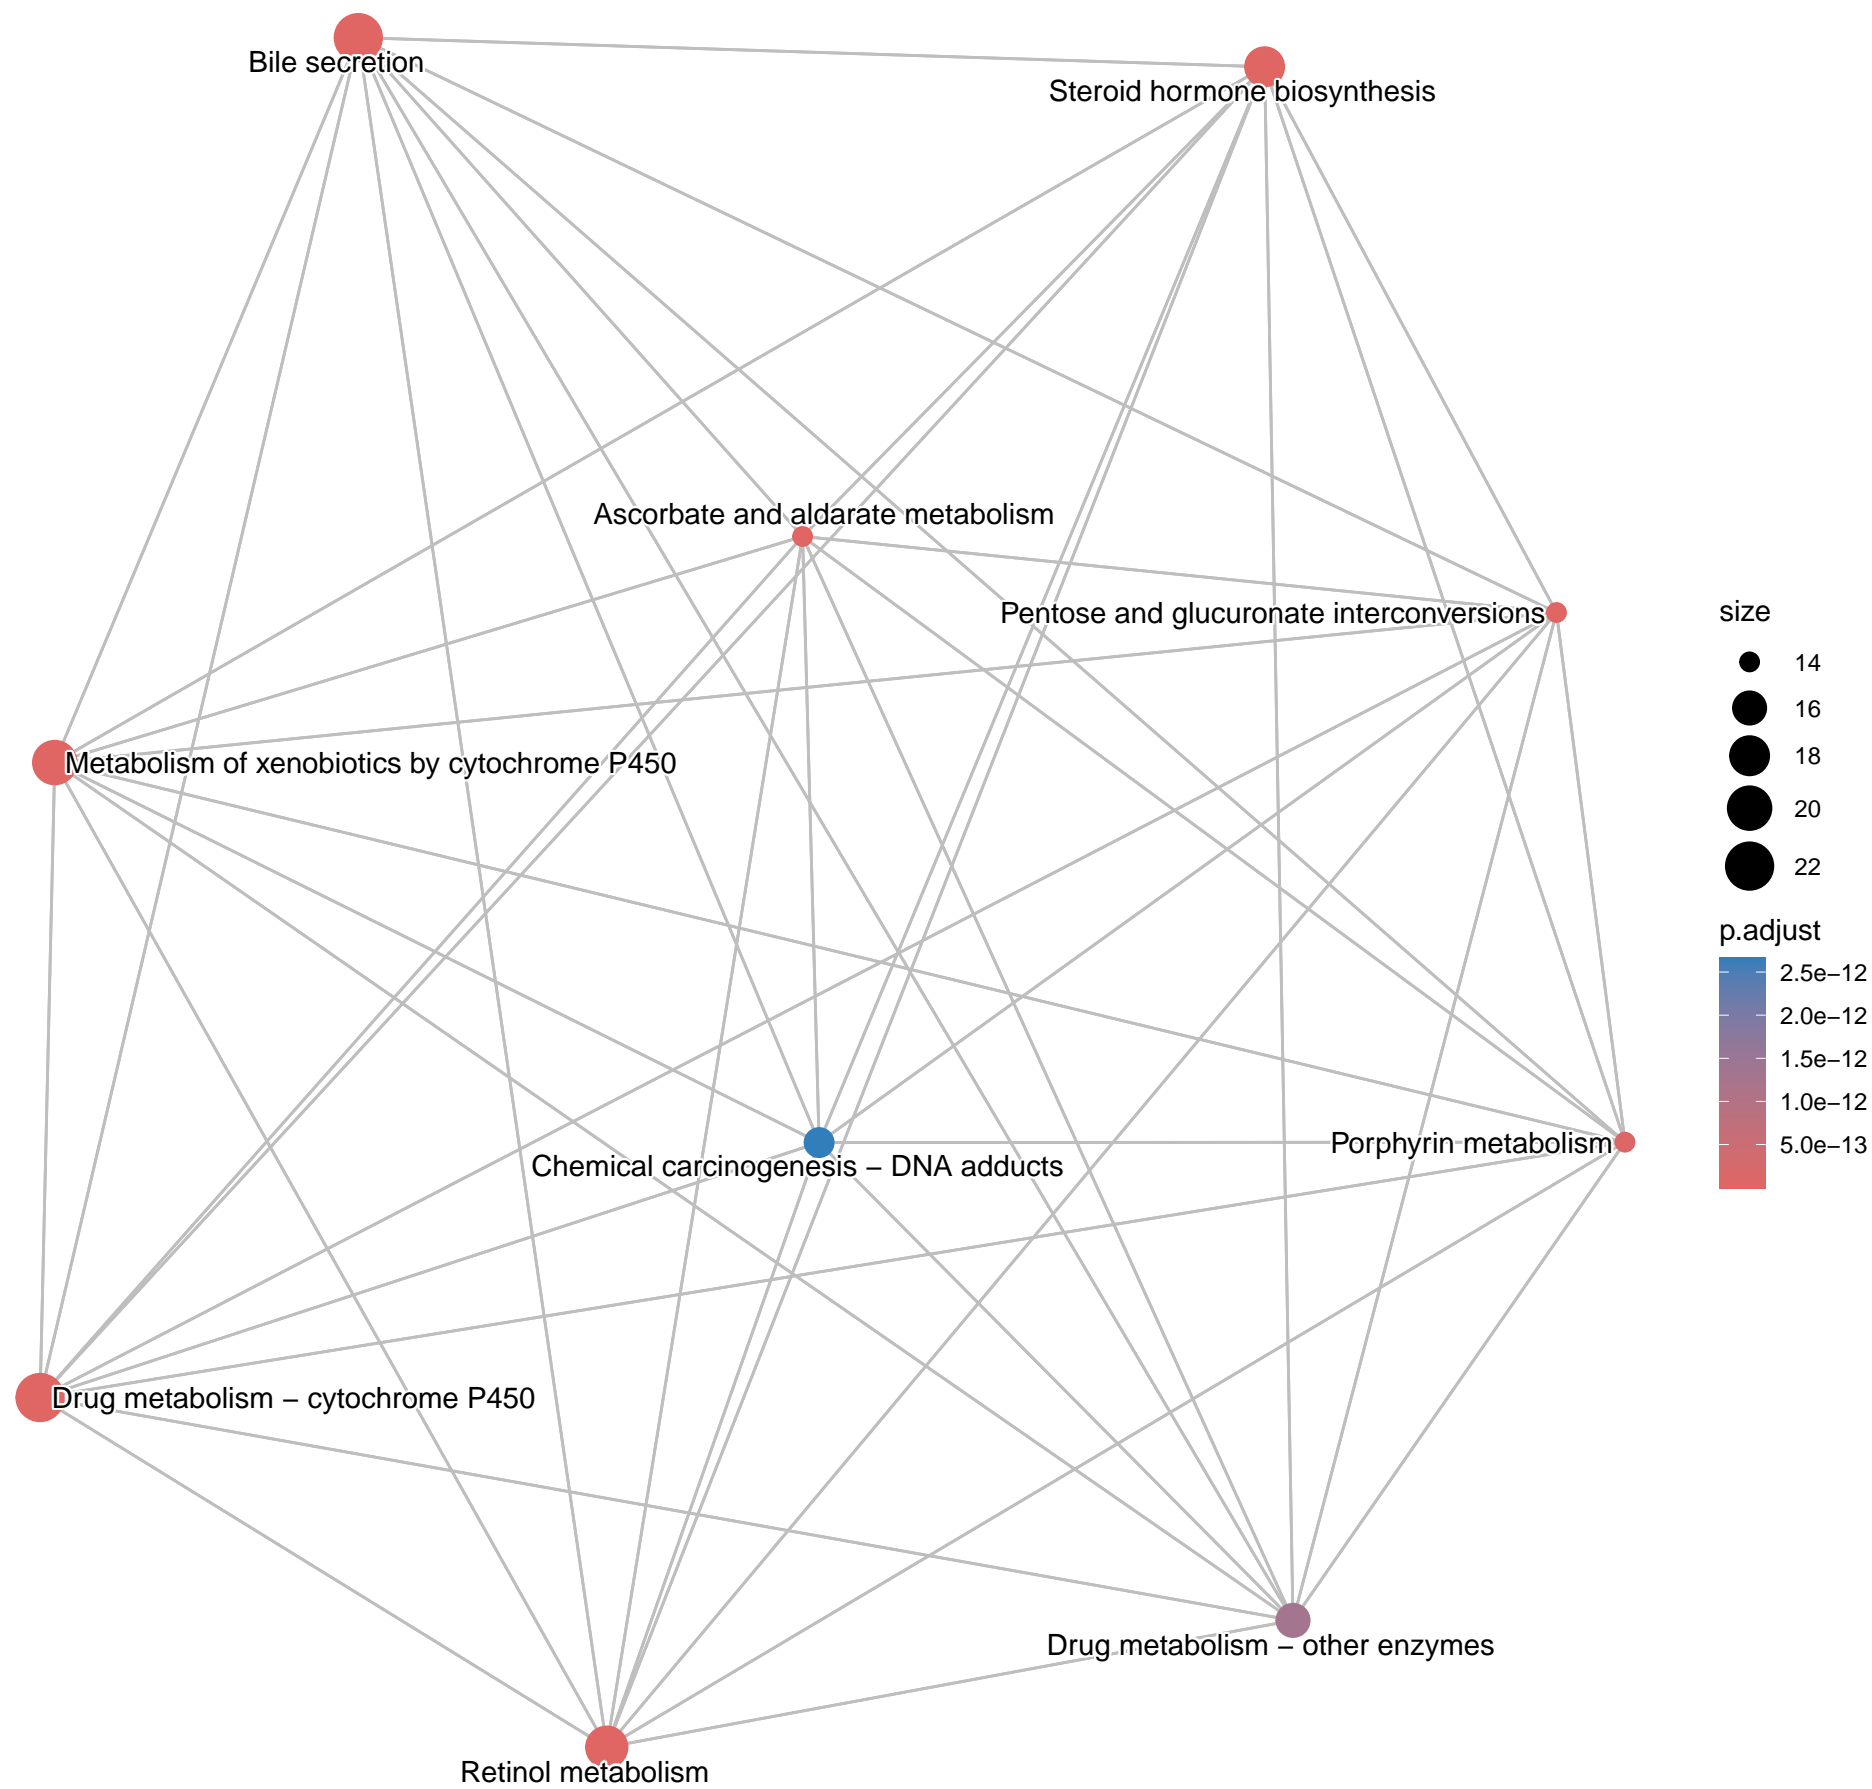 Bile secretion
Steroid hormone biosynthesis
Ascorbate and aldarate metabolism
Pentose and glucuronate interconversions
Metabolism of xenobiotics by cytochrome P450
Chemical carcinogenesis – DNA adducts
Porphyrin metabolism
Drug metabolism – cytochrome P450
Drug metabolism – other enzymes
Retinol metabolism
size
14
16
18
20
22
p.adjust
2.5e−12
2.0e−12
1.5e−12
1.0e−12
5.0e−13